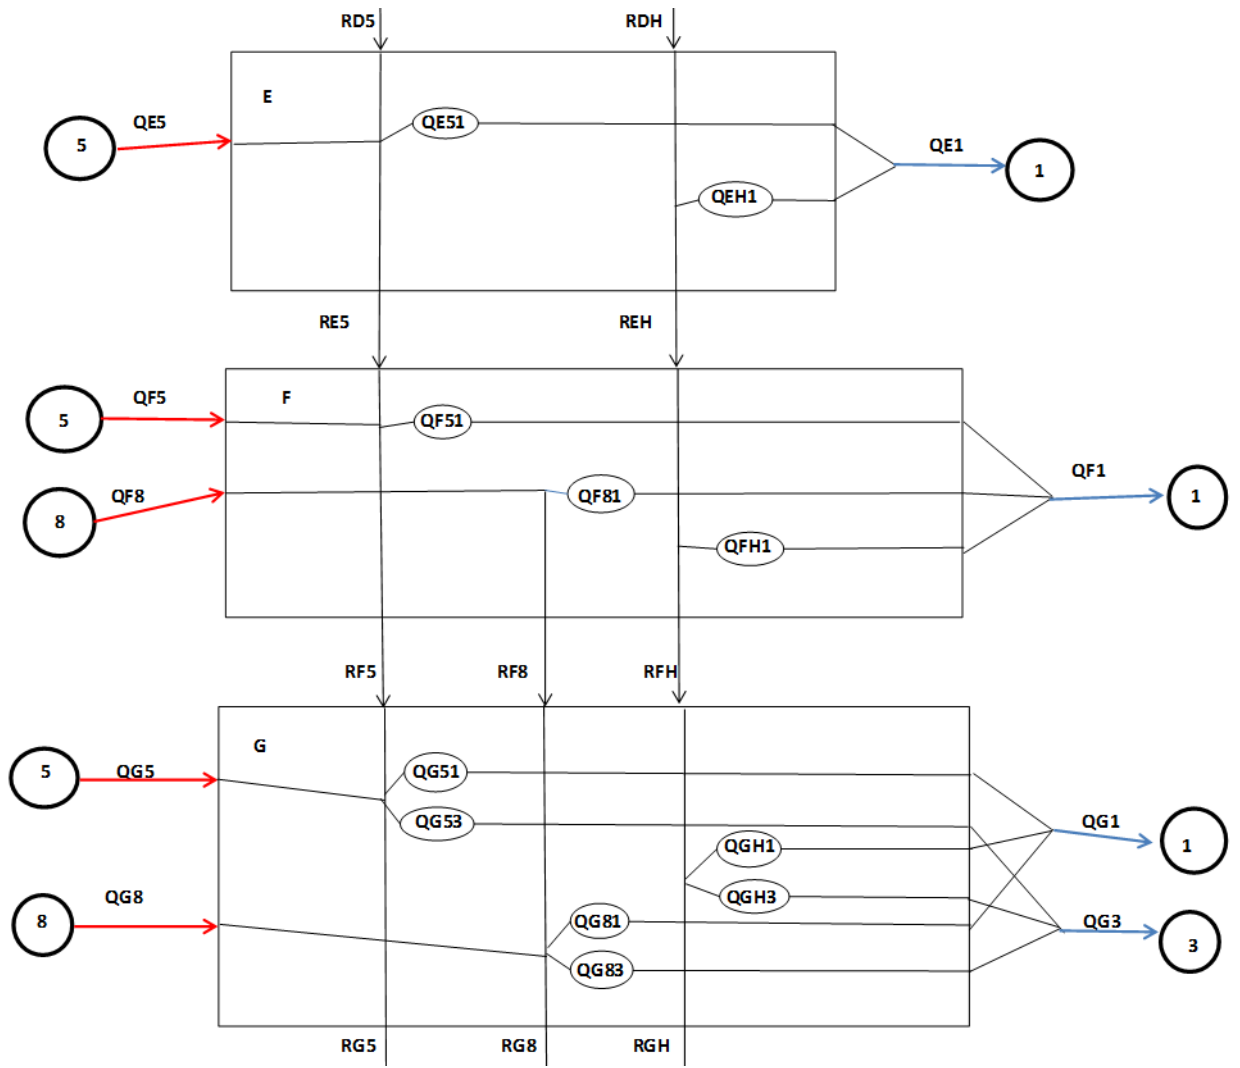 RD5 RDH
E
QE5 QE51 QE1
5 1
QEH1
RE5 REH
QF5 F
5 QF51
QF8 QF81 QF1
8 1
QFH1
RF5 RF8 RFH
G
5 QG5 QG51
QG53 QG1
QGH1 1
QG8 QGH3
8 QG81 QG3
3
QG83
RG5 RG8 RGH